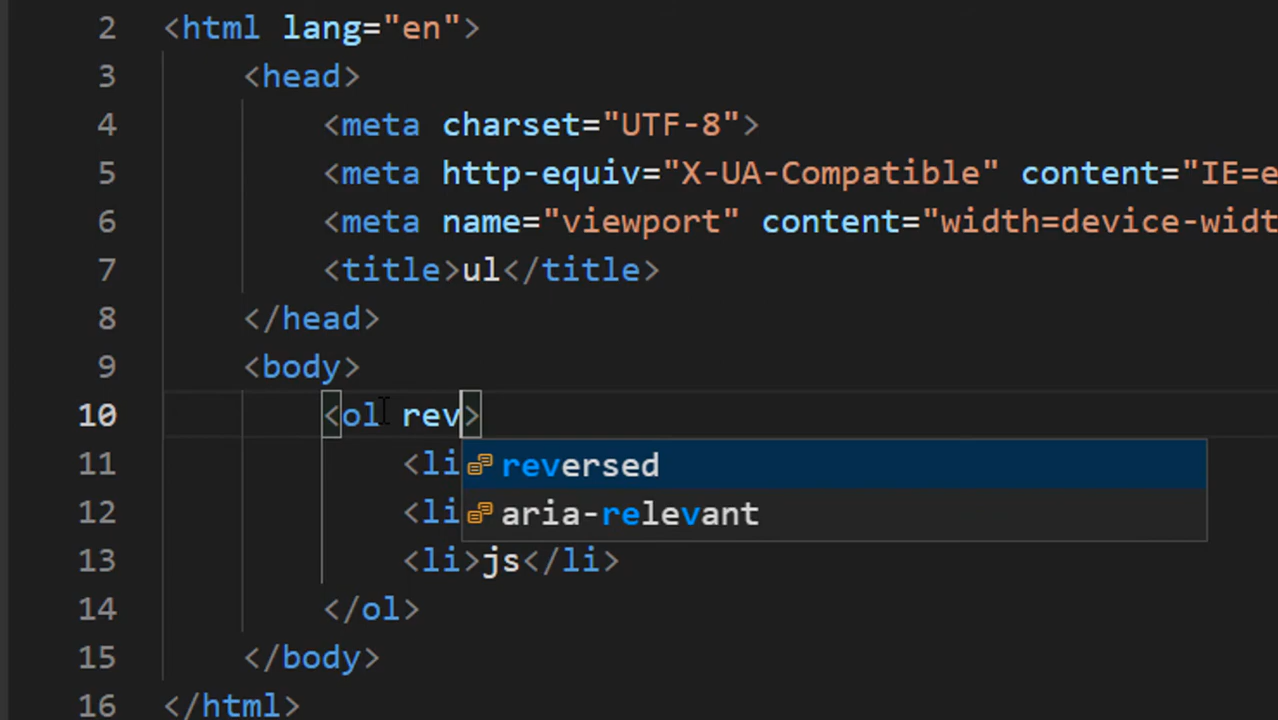 2 <html lang="en">
3 <head>
4 <meta charset="UTF-8">
5 <meta http-equiv="X-UA-Compatible" content="IE=e
6 <meta name="viewport" content="width=device-widt
7 <title>ul</title>
8 </head>
9 <body>
10 <ol rev>
11 <li reversed
12 <li aria-relevant
13 <li>js</li>
14 </ol>
15 </body>
16 </html>